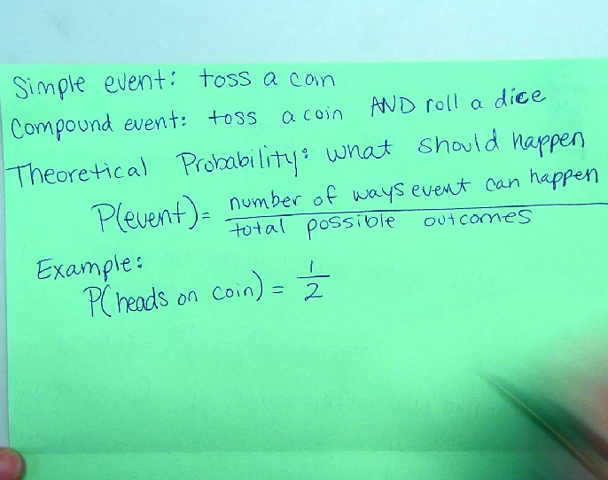 Simple event: toss a coin
Compound event: toss a coin AND roll a dice
Theoretical Probability: what should happen
P(event) = number of ways event can happen
total possible outcomes
Example:
P(heads on coin) = 1
2